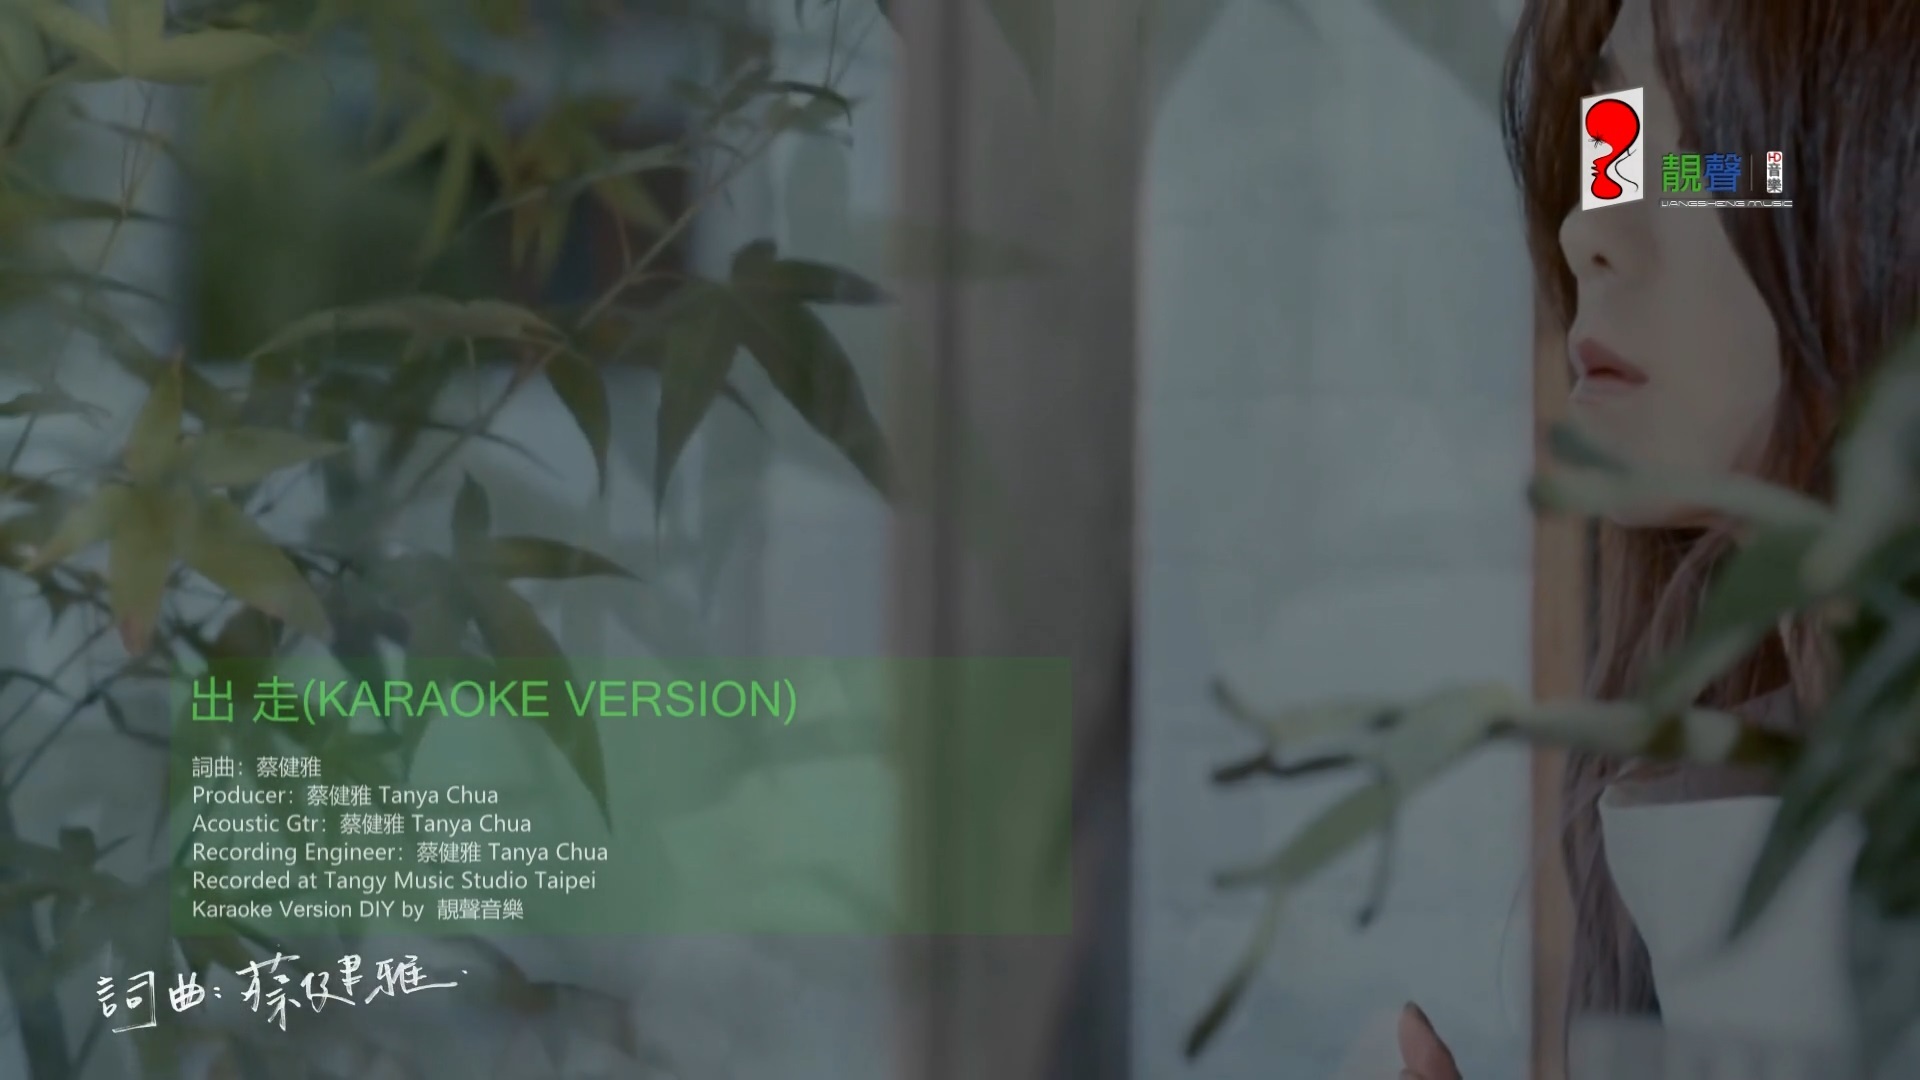 靚聲
HD
音樂
LIANGSHENG MUSIC
出 走(KARAOKE VERSION)
詞曲：蔡健雅
Producer：蔡健雅 Tanya Chua
Acoustic Gtr：蔡健雅 Tanya Chua
Recording Engineer：蔡健雅 Tanya Chua
Recorded at Tangy Music Studio Taipei
Karaoke Version DIY by 靚聲音樂
詞曲:蔡健雅